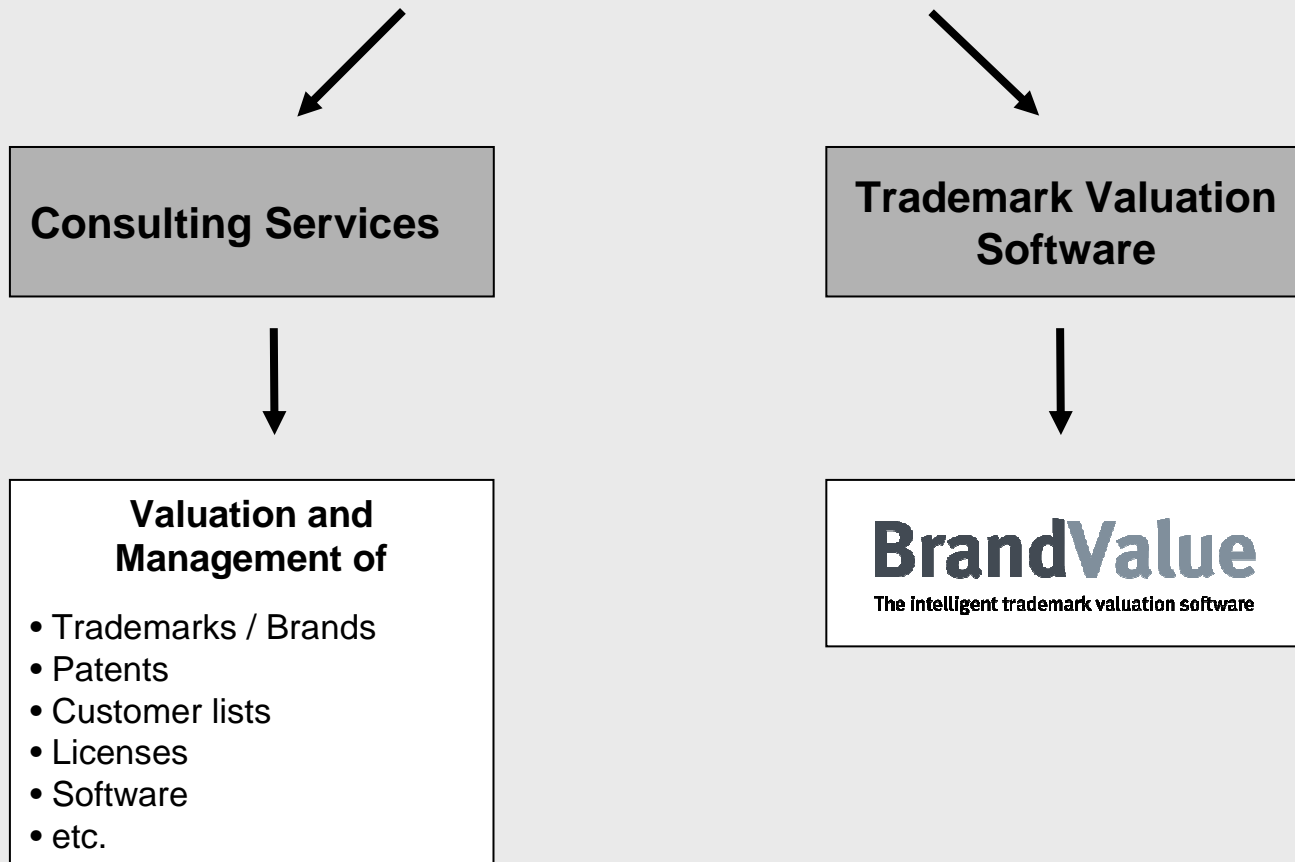 Consulting Services
Trademark Valuation
Software
Valuation and
Management of
• Trademarks / Brands
• Patents
• Customer lists
• Licenses
• Software
• etc.
BrandValue
The intelligent trademark valuation software